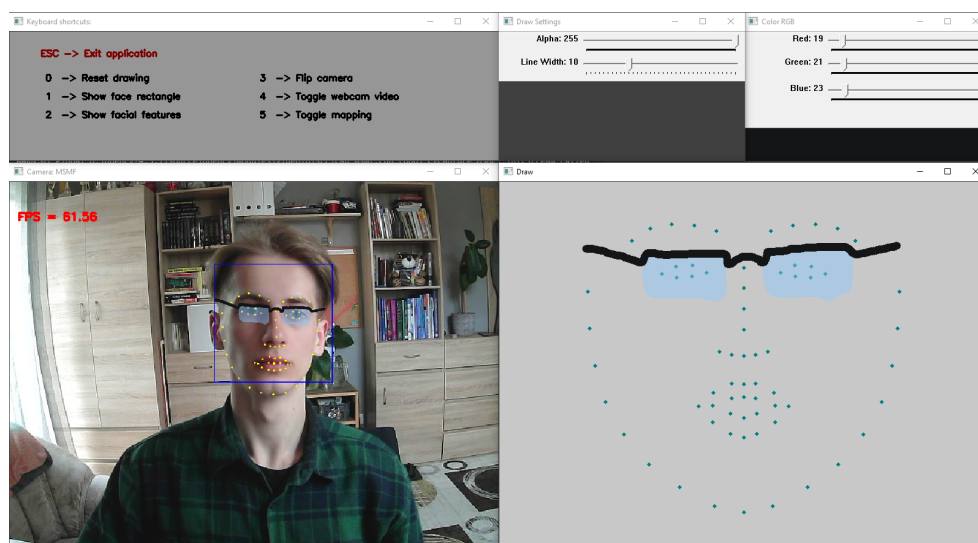 Keyboard shortcuts:
ESC -> Exit application
0 -> Reset drawing
1 -> Show face rectangle
2 -> Show facial features
3 -> Flip camera
4 -> Toggle webcam video
5 -> Toggle mapping
Draw Settings
Alpha: 255
Line Width: 10
Color RGB
Red: 19
Green: 21
Blue: 23
Camera: MSMF
FPS = 61.56
Draw